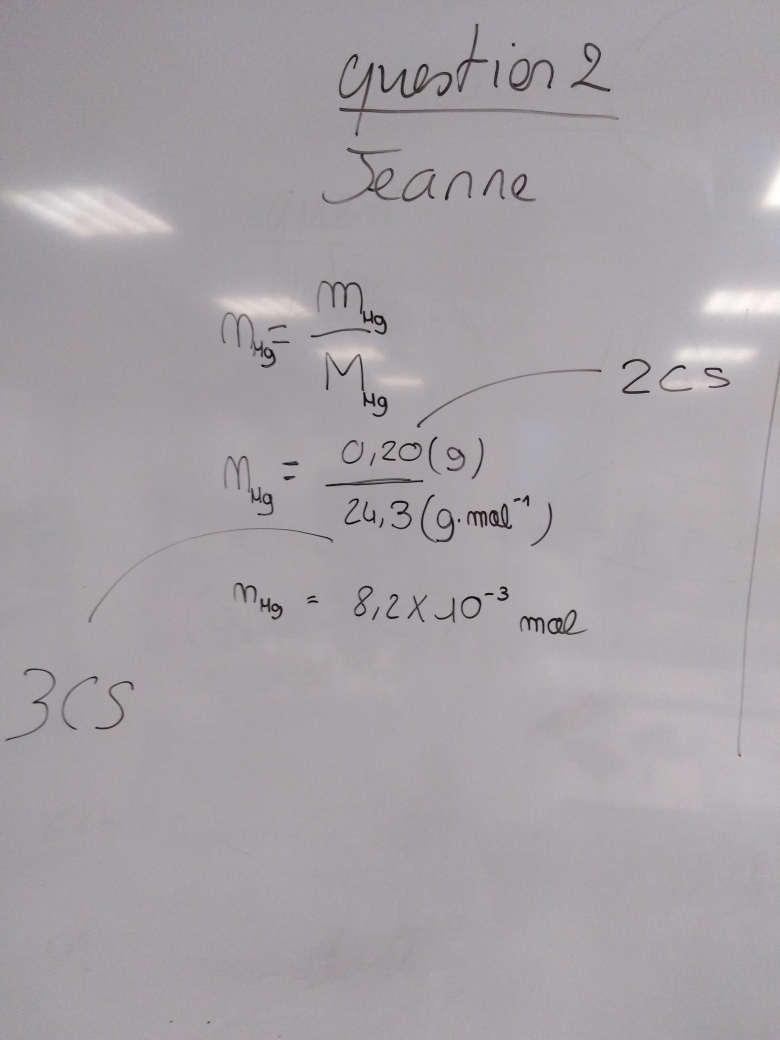 question 2
Jeanne
n_Mg = m_Mg / M_Mg
2CS
n_Mg = 0,20(g) / 24,3(g·mol⁻¹)
n_Mg = 8,2 × 10⁻³ mol
3CS